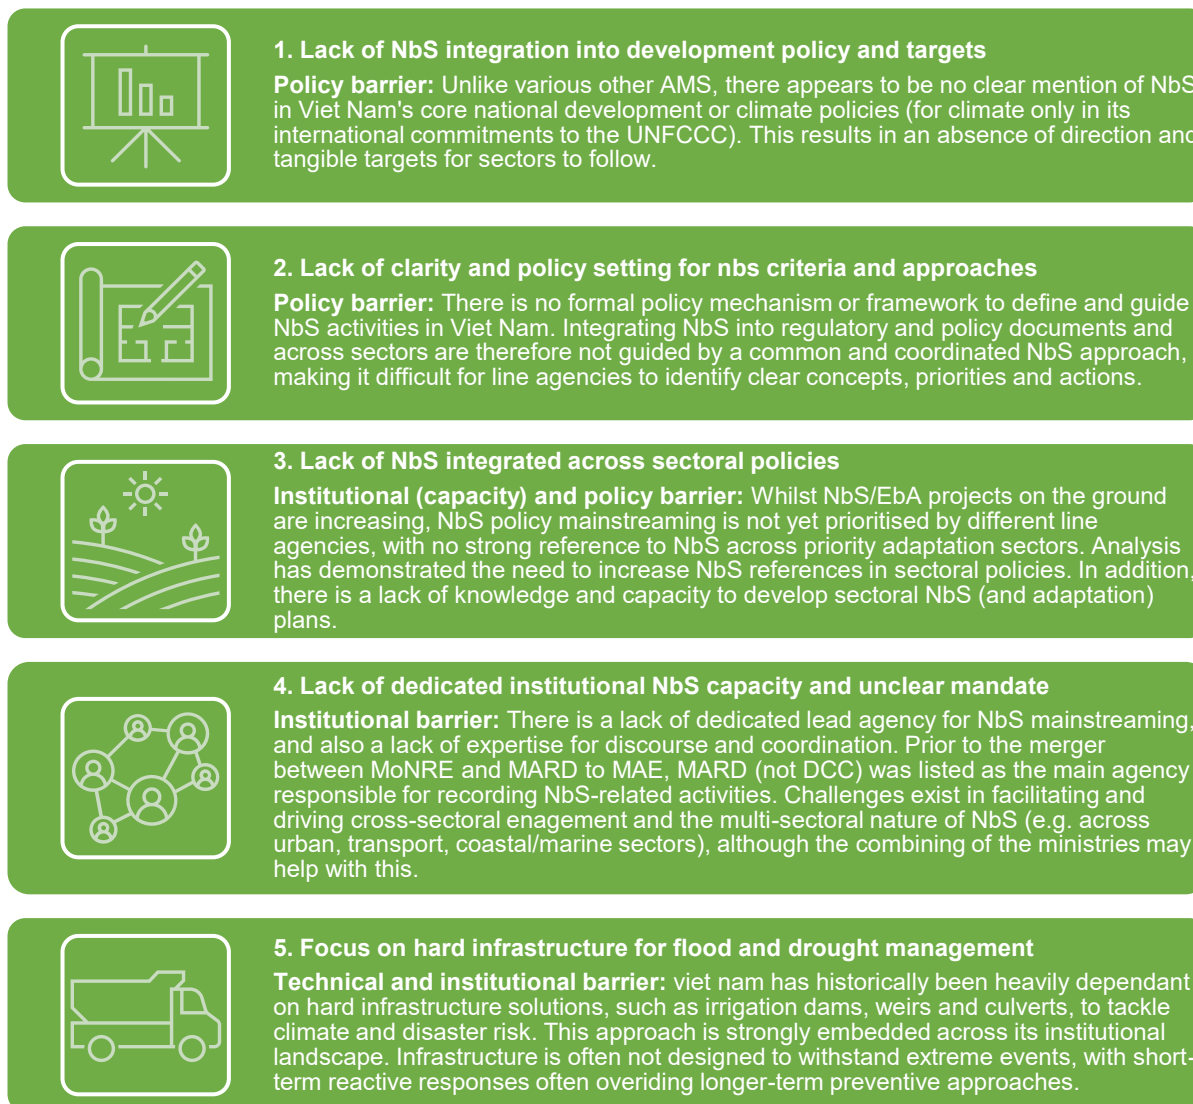 1. Lack of NbS integration into development policy and targets
Policy barrier: Unlike various other AMS, there appears to be no clear mention of NbS
in Viet Nam's core national development or climate policies (for climate only in its
international commitments to the UNFCCC). This results in an absence of direction and
tangible targets for sectors to follow.
2. Lack of clarity and policy setting for nbs criteria and approaches
Policy barrier: There is no formal policy mechanism or framework to define and guide
NbS activities in Viet Nam. Integrating NbS into regulatory and policy documents and
across sectors are therefore not guided by a common and coordinated NbS approach,
making it difficult for line agencies to identify clear concepts, priorities and actions.
3. Lack of NbS integrated across sectoral policies
Institutional (capacity) and policy barrier: Whilst NbS/EbA projects on the ground
are increasing, NbS policy mainstreaming is not yet prioritised by different line
agencies, with no strong reference to NbS across priority adaptation sectors. Analysis
has demonstrated the need to increase NbS references in sectoral policies. In addition,
there is a lack of knowledge and capacity to develop sectoral NbS (and adaptation)
plans.
4. Lack of dedicated institutional NbS capacity and unclear mandate
Institutional barrier: There is a lack of dedicated lead agency for NbS mainstreaming,
and also a lack of expertise for discourse and coordination. Prior to the merger
between MoNRE and MARD to MAE, MARD (not DCC) was listed as the main agency
responsible for recording NbS-related activities. Challenges exist in facilitating and
driving cross-sectoral enagement and the multi-sectoral nature of NbS (e.g. across
urban, transport, coastal/marine sectors), although the combining of the ministries may
help with this.
5. Focus on hard infrastructure for flood and drought management
Technical and institutional barrier: viet nam has historically been heavily dependant
on hard infrastructure solutions, such as irrigation dams, weirs and culverts, to tackle
climate and disaster risk. This approach is strongly embedded across its institutional
landscape. Infrastructure is often not designed to withstand extreme events, with short-
term reactive responses often overiding longer-term preventive approaches.